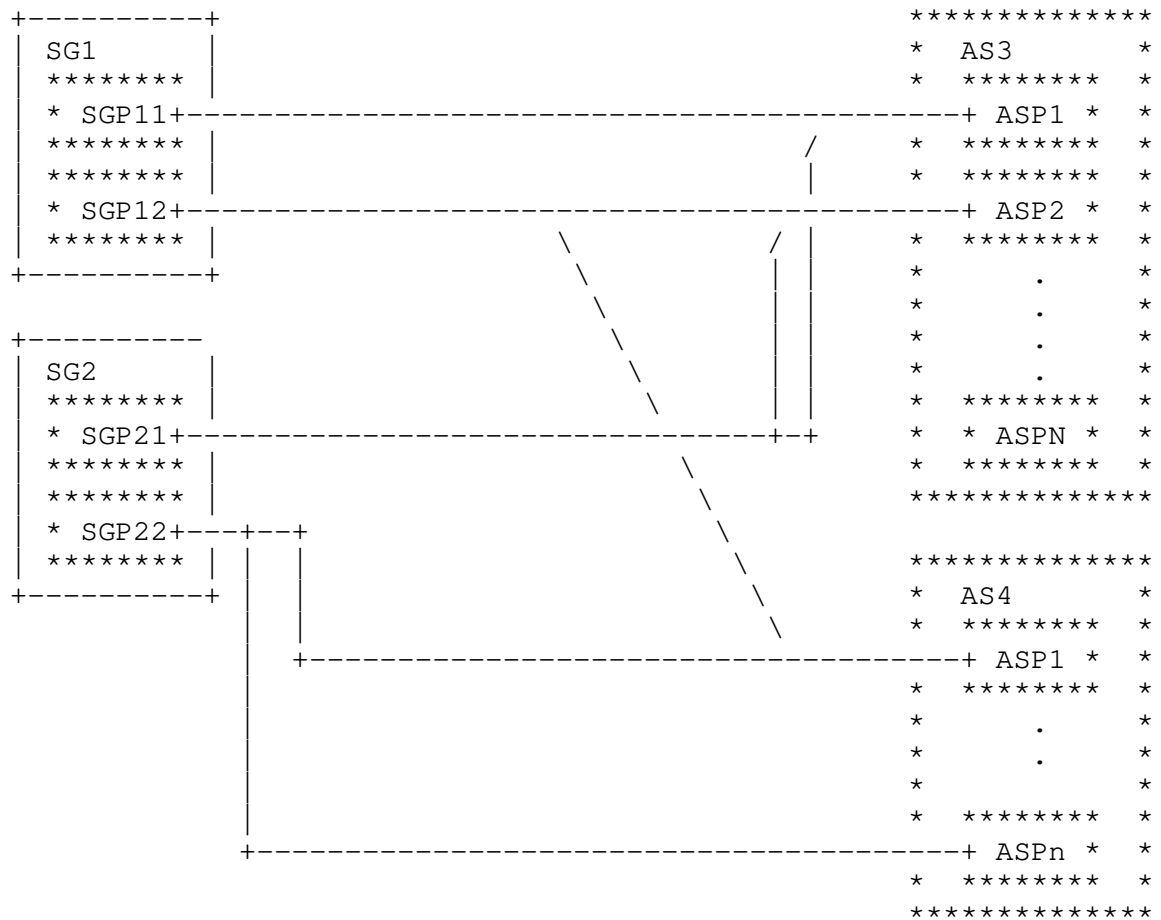 SG1 AS3
SGP11 ASP1
SGP12 ASP2
SG2
SGP21 ASPN
SGP22
AS4
ASP1
ASPn